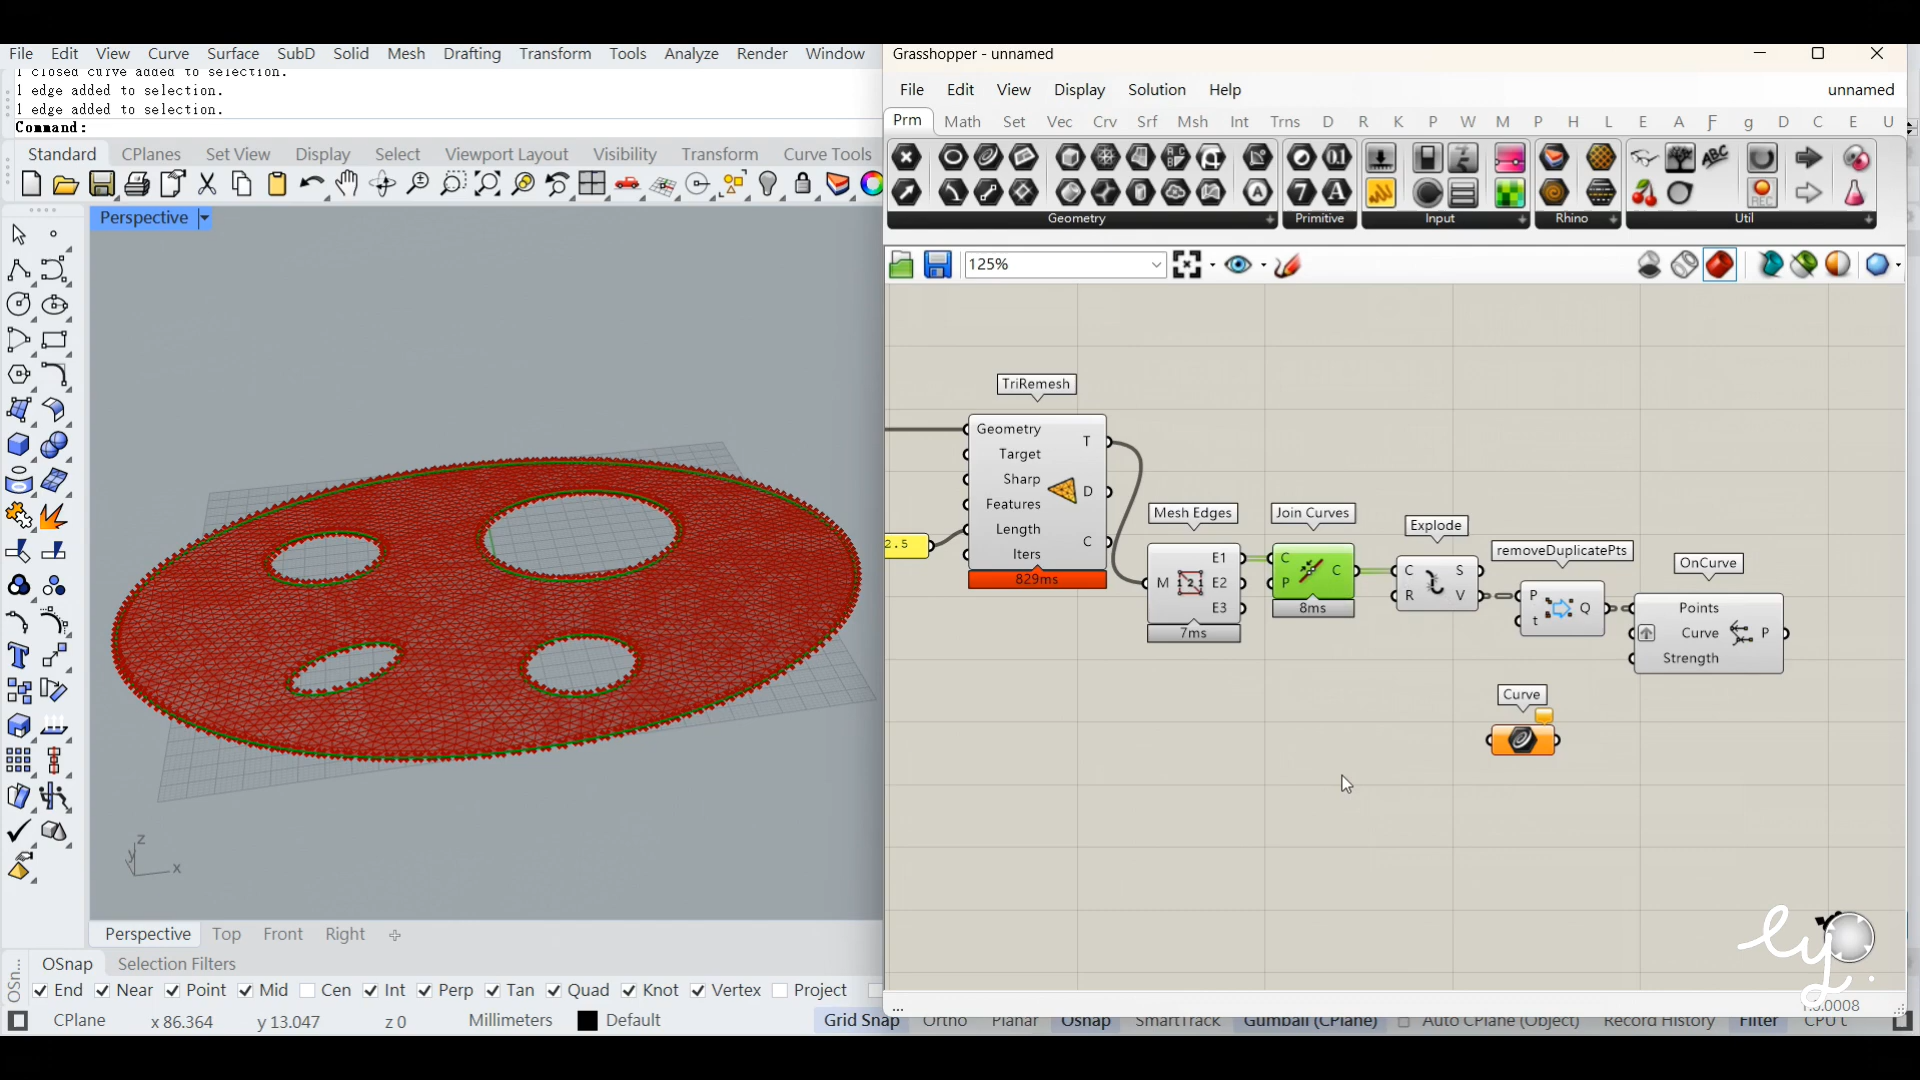 File Edit View Curve Surface SubD Solid Mesh Drafting Transform Tools Analyze Render Window
1 closed curve added to selection.
1 edge added to selection.
1 edge added to selection.
Command:
Standard CPlanes Set View Display Select Viewport Layout Visibility Transform Curve Tools
Perspective
z
y
x
Perspective Top Front Right
OSnap Selection Filters
OSn...
End Near Point Mid Cen Int Perp Tan Quad Knot Vertex Project
CPlane x 86.364 y 13.047 z 0 Millimeters Default Grid Snap Ortho Planar Osnap SmartTrack Gumball (CPlane) Auto CPlane (Object) Record History Filter CPU t
Grasshopper - unnamed
File Edit View Display Solution Help unnamed
Prm Math Set Vec Crv Srf Msh Int Trns D R K P W M P H L E A F g D C E U
Geometry Primitive Input Rhino Util
125%
TriRemesh
Geometry
Target
Sharp
Features
Length
Iters
T
D
C
829ms
2.5
Mesh Edges
M
E1
E2
E3
7ms
Join Curves
C
P
C
8ms
Explode
C
R
S
V
removeDuplicatePts
P
t
Q
OnCurve
Points
Curve
Strength
P
Curve
ly.
...
1.0.0008